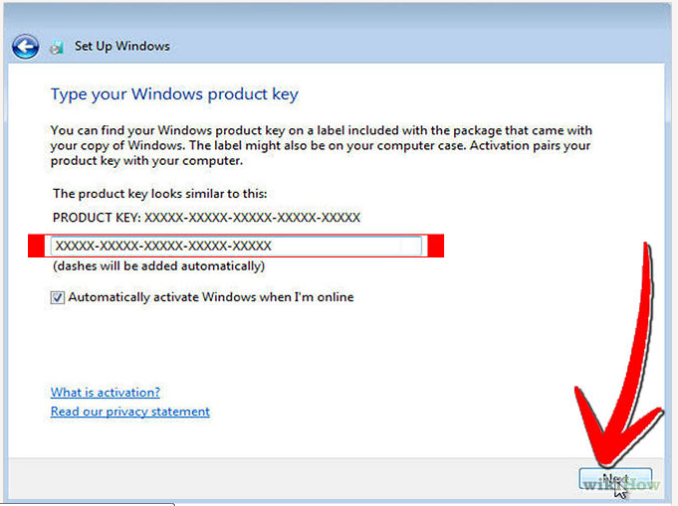 Set Up Windows
Type your Windows product key
You can find your Windows product key on a label included with the package that came with
your copy of Windows. The label might also be on your computer case. Activation pairs your
product key with your computer.
The product key looks similar to this:
PRODUCT KEY: XXXXX-XXXXX-XXXXX-XXXXX-XXXXX
XXXXX-XXXXX-XXXXX-XXXXX-XXXXX
(dashes will be added automatically)
Automatically activate Windows when I'm online
What is activation?
Read our privacy statement
Next
wikiHow